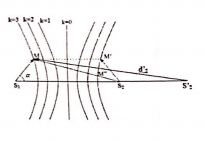 k=3 k=2 k=1 k=0
M M'
d'₂
α M''
S₁ S₂ S'₂